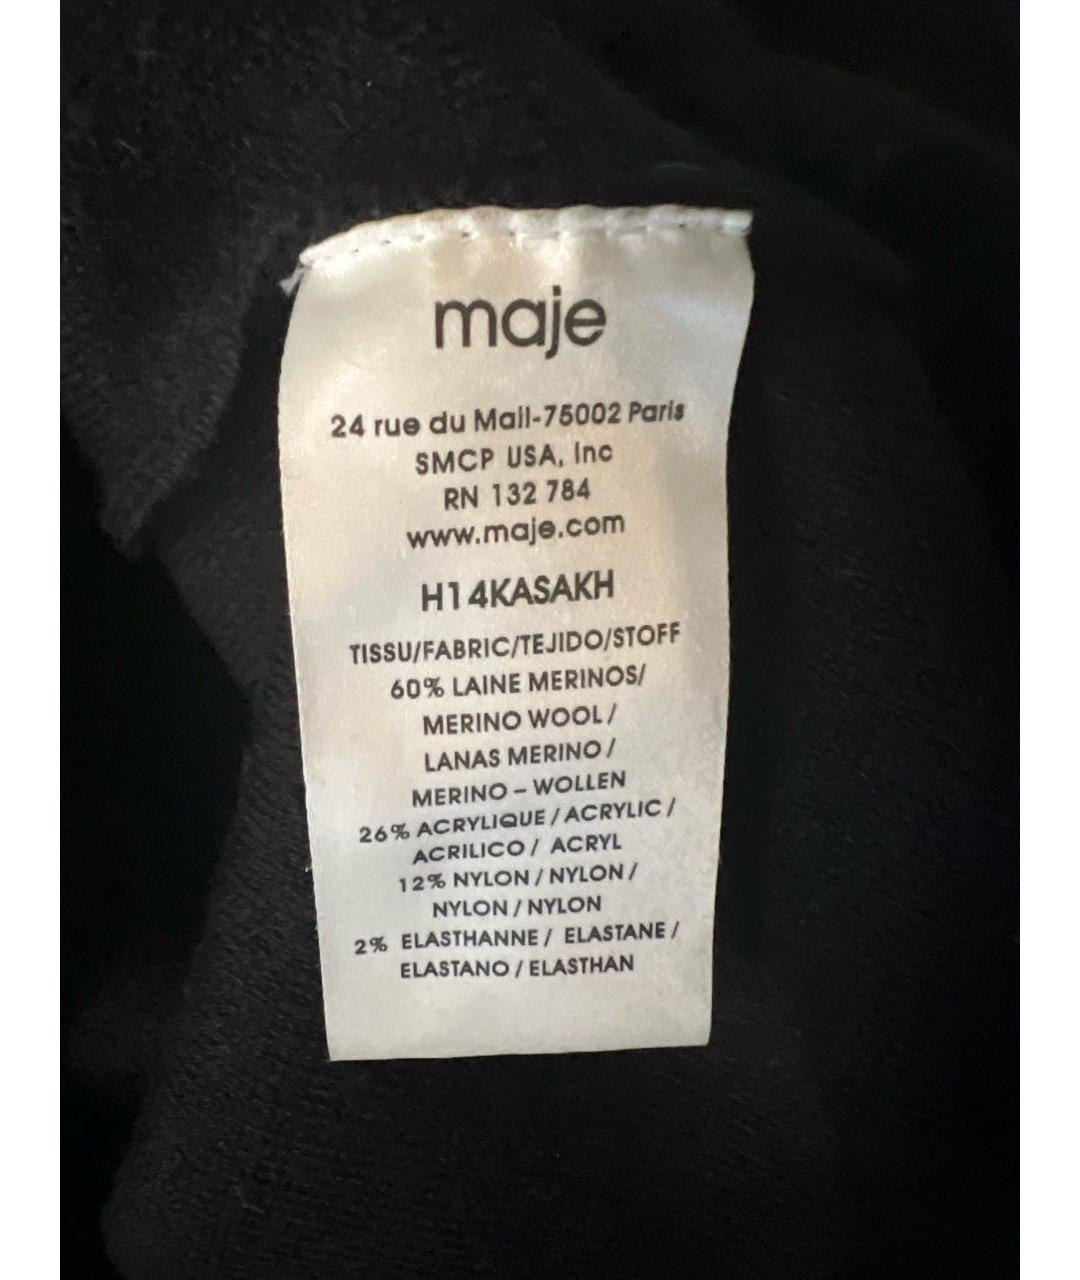 maje
24 rue du Mail-75002 Paris
SMCP USA, Inc
RN 132 784
www.maje.com
H14KASAKH
TISSU/FABRIC/TEJIDO/STOFF
60% LAINE MERINOS/
MERINO WOOL/
LANAS MERINO/
MERINO – WOLLEN
26% ACRYLIQUE / ACRYLIC /
ACRILICO / ACRYL
12% NYLON / NYLON /
NYLON / NYLON
2% ELASTHANNE / ELASTANE /
ELASTANO / ELASTHAN